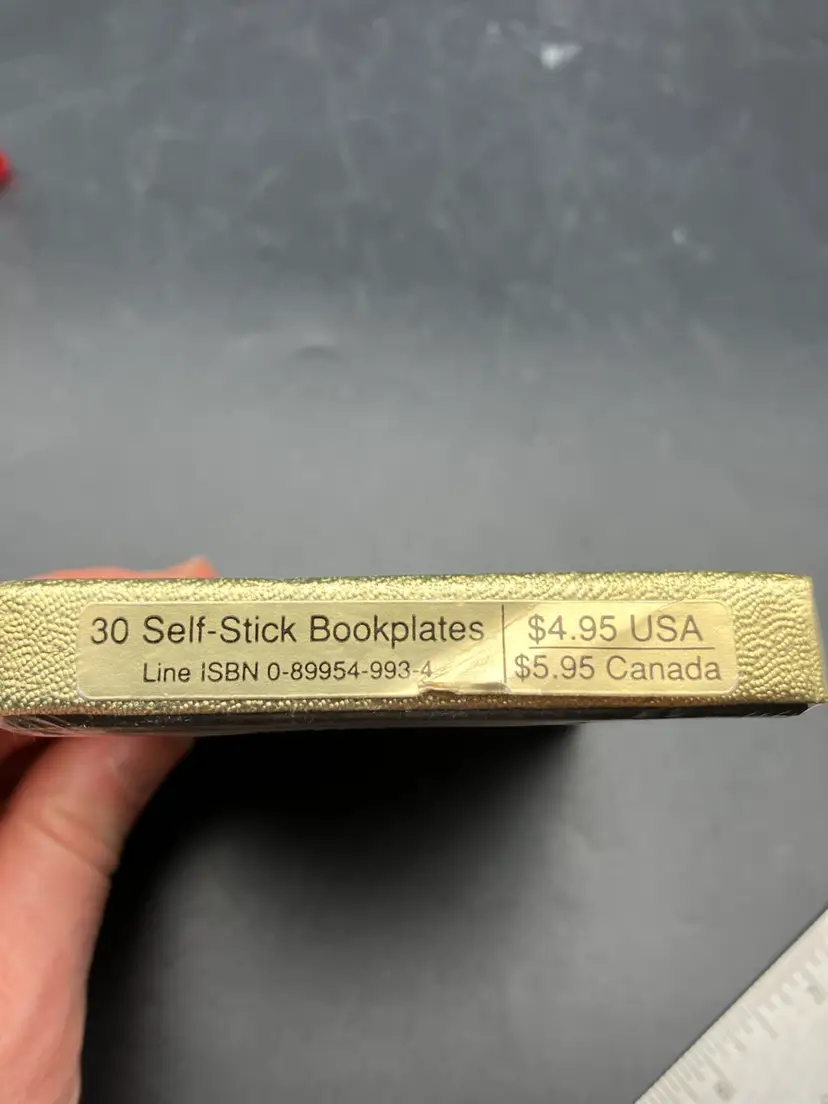 30 Self-Stick Bookplates
Line ISBN 0-89954-993-4
$4.95 USA
$5.95 Canada